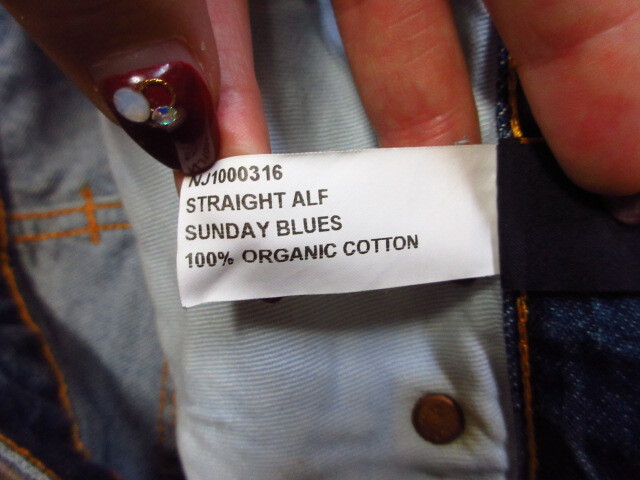 NJ1000316
STRAIGHT ALF
SUNDAY BLUES
100% ORGANIC COTTON